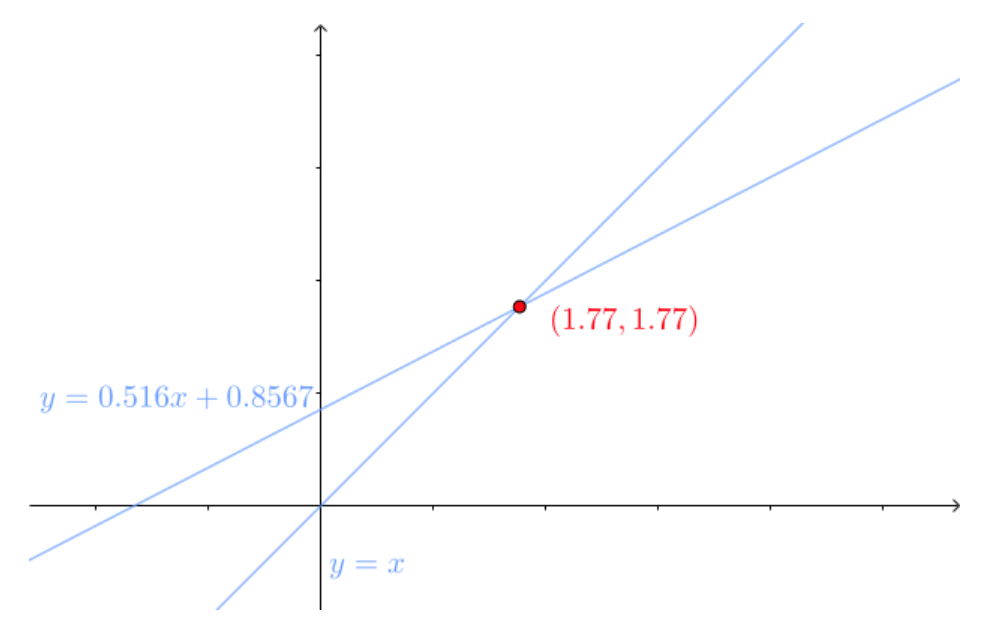 (1.77, 1.77)
y = 0.516x + 0.8567
y = x